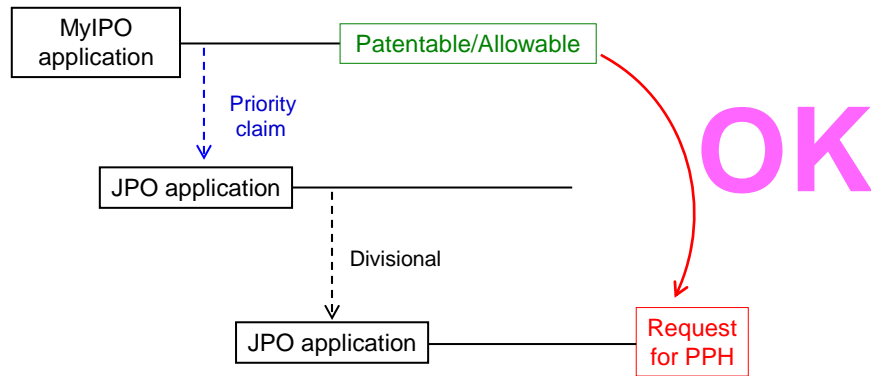 MyIPO
application
Patentable/Allowable
Priority
claim
OK
JPO application
Divisional
JPO application
Request
for PPH